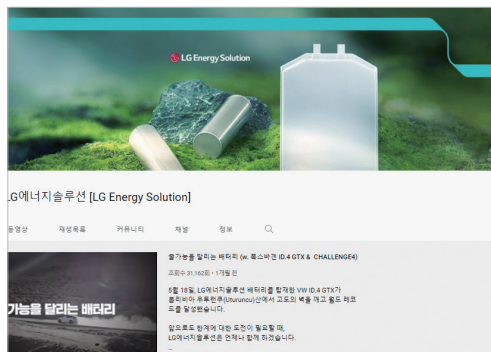 LG Energy Solution
LG에너지솔루션 [LG Energy Solution]
동영상 재생목록 커뮤니티 채널 정보
불가능을 달리는 배터리 (w. 폭스바겐 ID.4 GTX & CHALLENGE4)
조회수 31,162회 • 1개월 전
가능을 달리는 배터리
5월 18일, LG에너지솔루션 배터리를 탑재한 VW ID.4 GTX가
볼리비아 우투런쿠(Uturuncu)산에서 고도의 벽을 깨고 월드 레코
드를 달성했습니다.
앞으로도 한계에 대한 도전이 필요할 때,
LG에너지솔루션은 언제나 함께 하겠습니다.
...